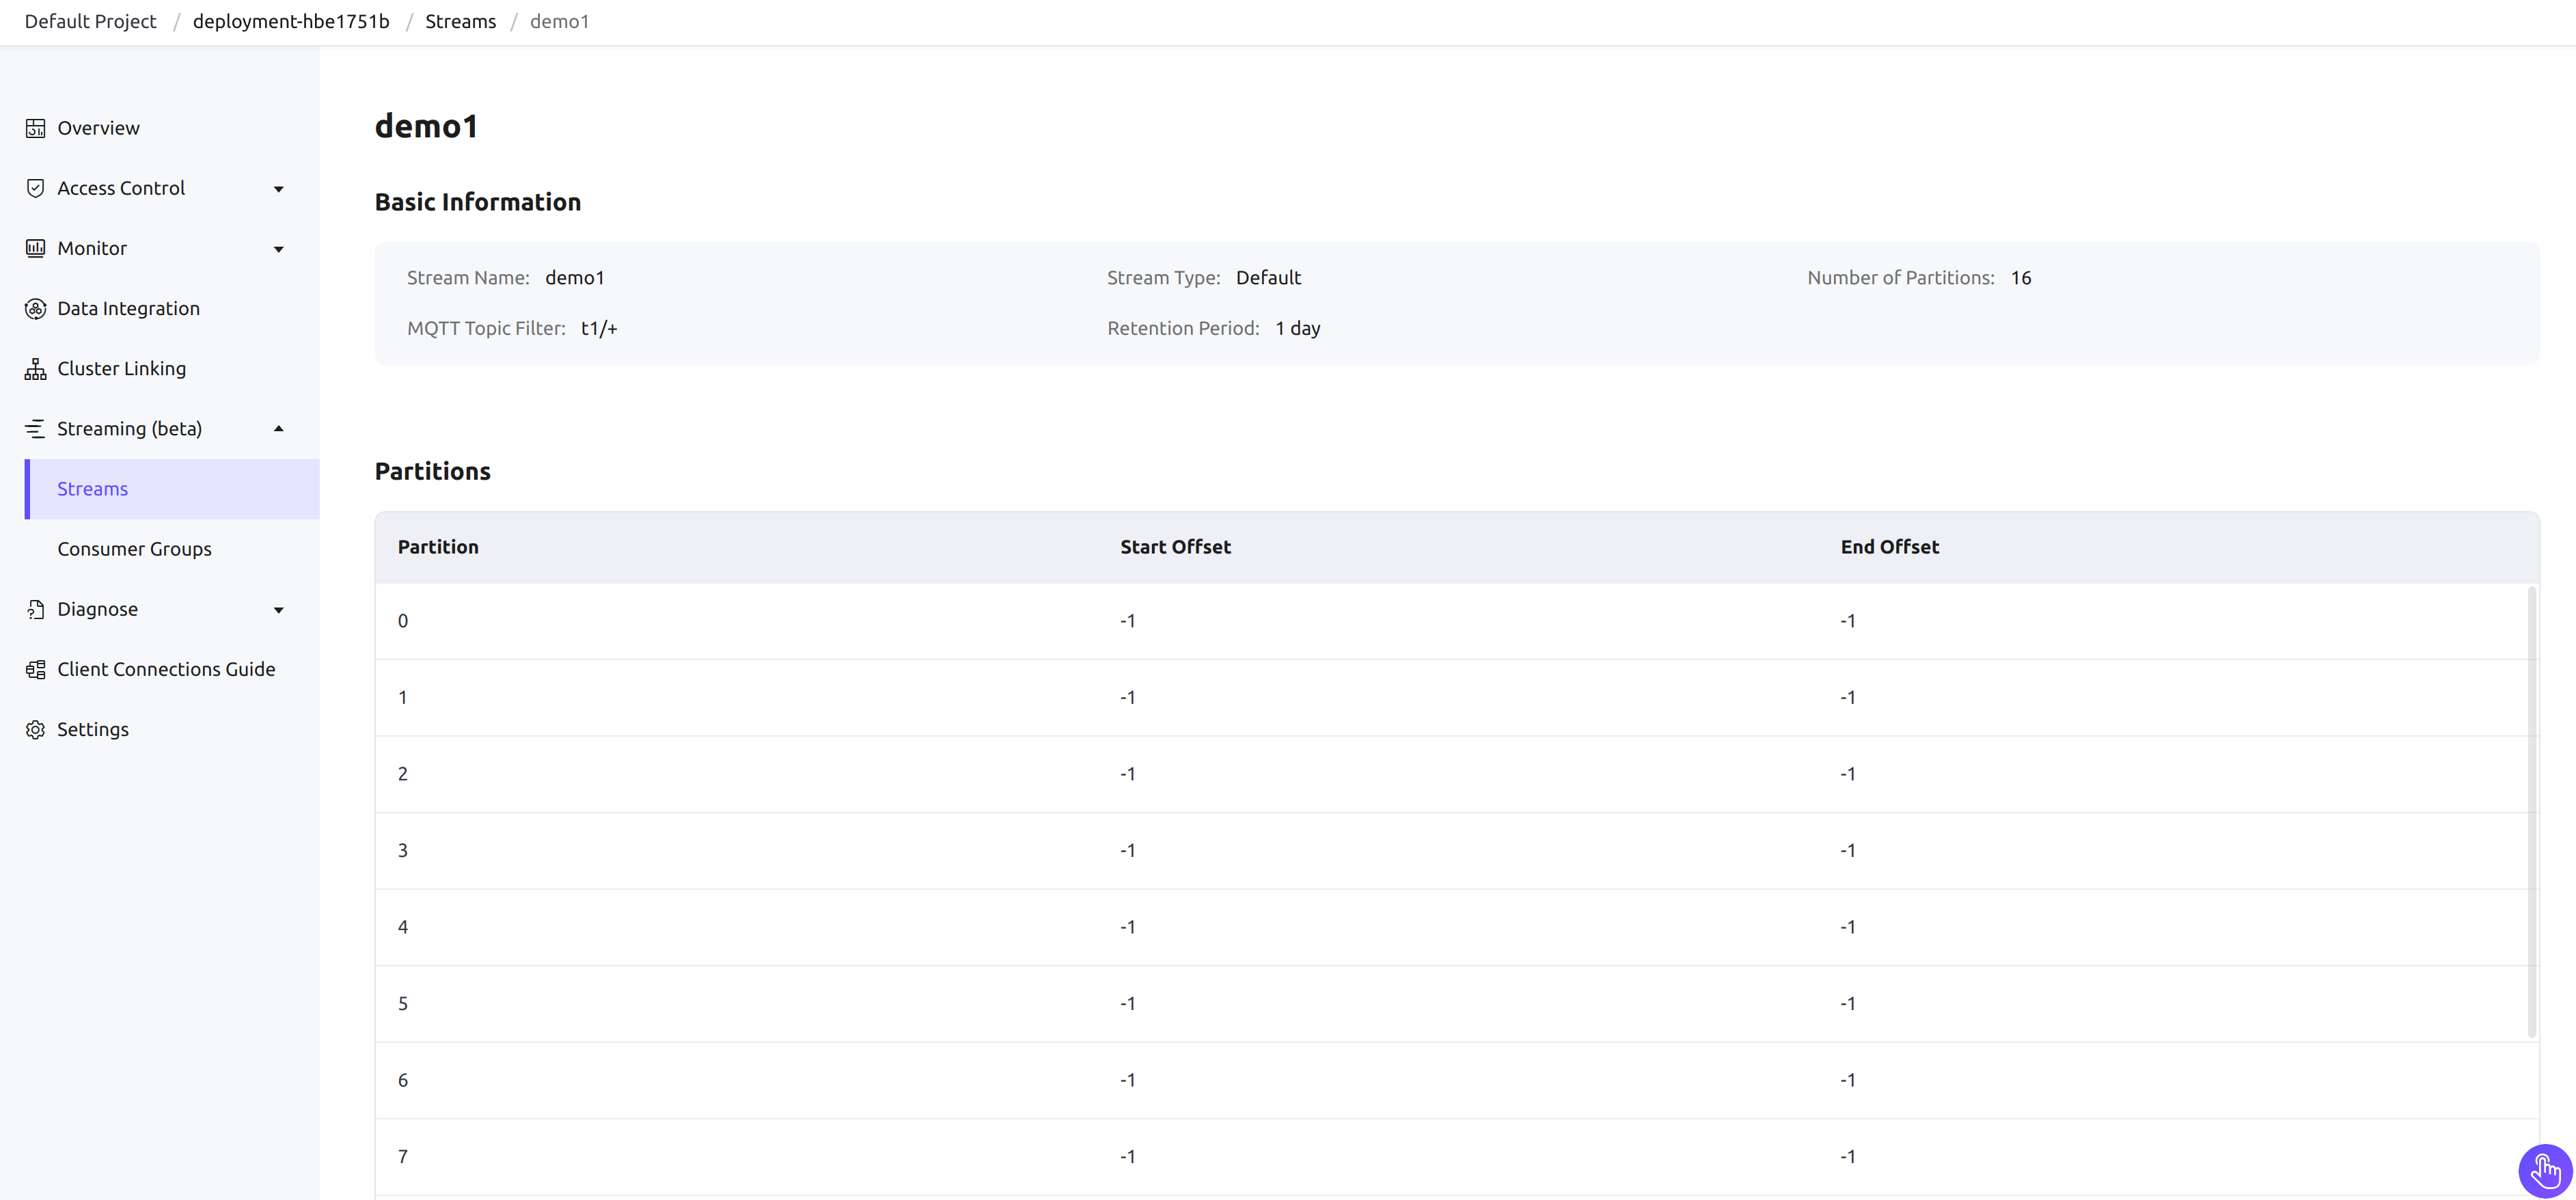 Default Project / deployment-hbe1751b / Streams / demo1
Overview
Access Control
Monitor
Data Integration
Cluster Linking
Streaming (beta)
Streams
Consumer Groups
Diagnose
Client Connections Guide
Settings
demo1
Basic Information
Stream Name: demo1 Stream Type: Default Number of Partitions: 16
MQTT Topic Filter: t1/+ Retention Period: 1 day
Partitions
Partition Start Offset End Offset
0 -1 -1
1 -1 -1
2 -1 -1
3 -1 -1
4 -1 -1
5 -1 -1
6 -1 -1
7 -1 -1